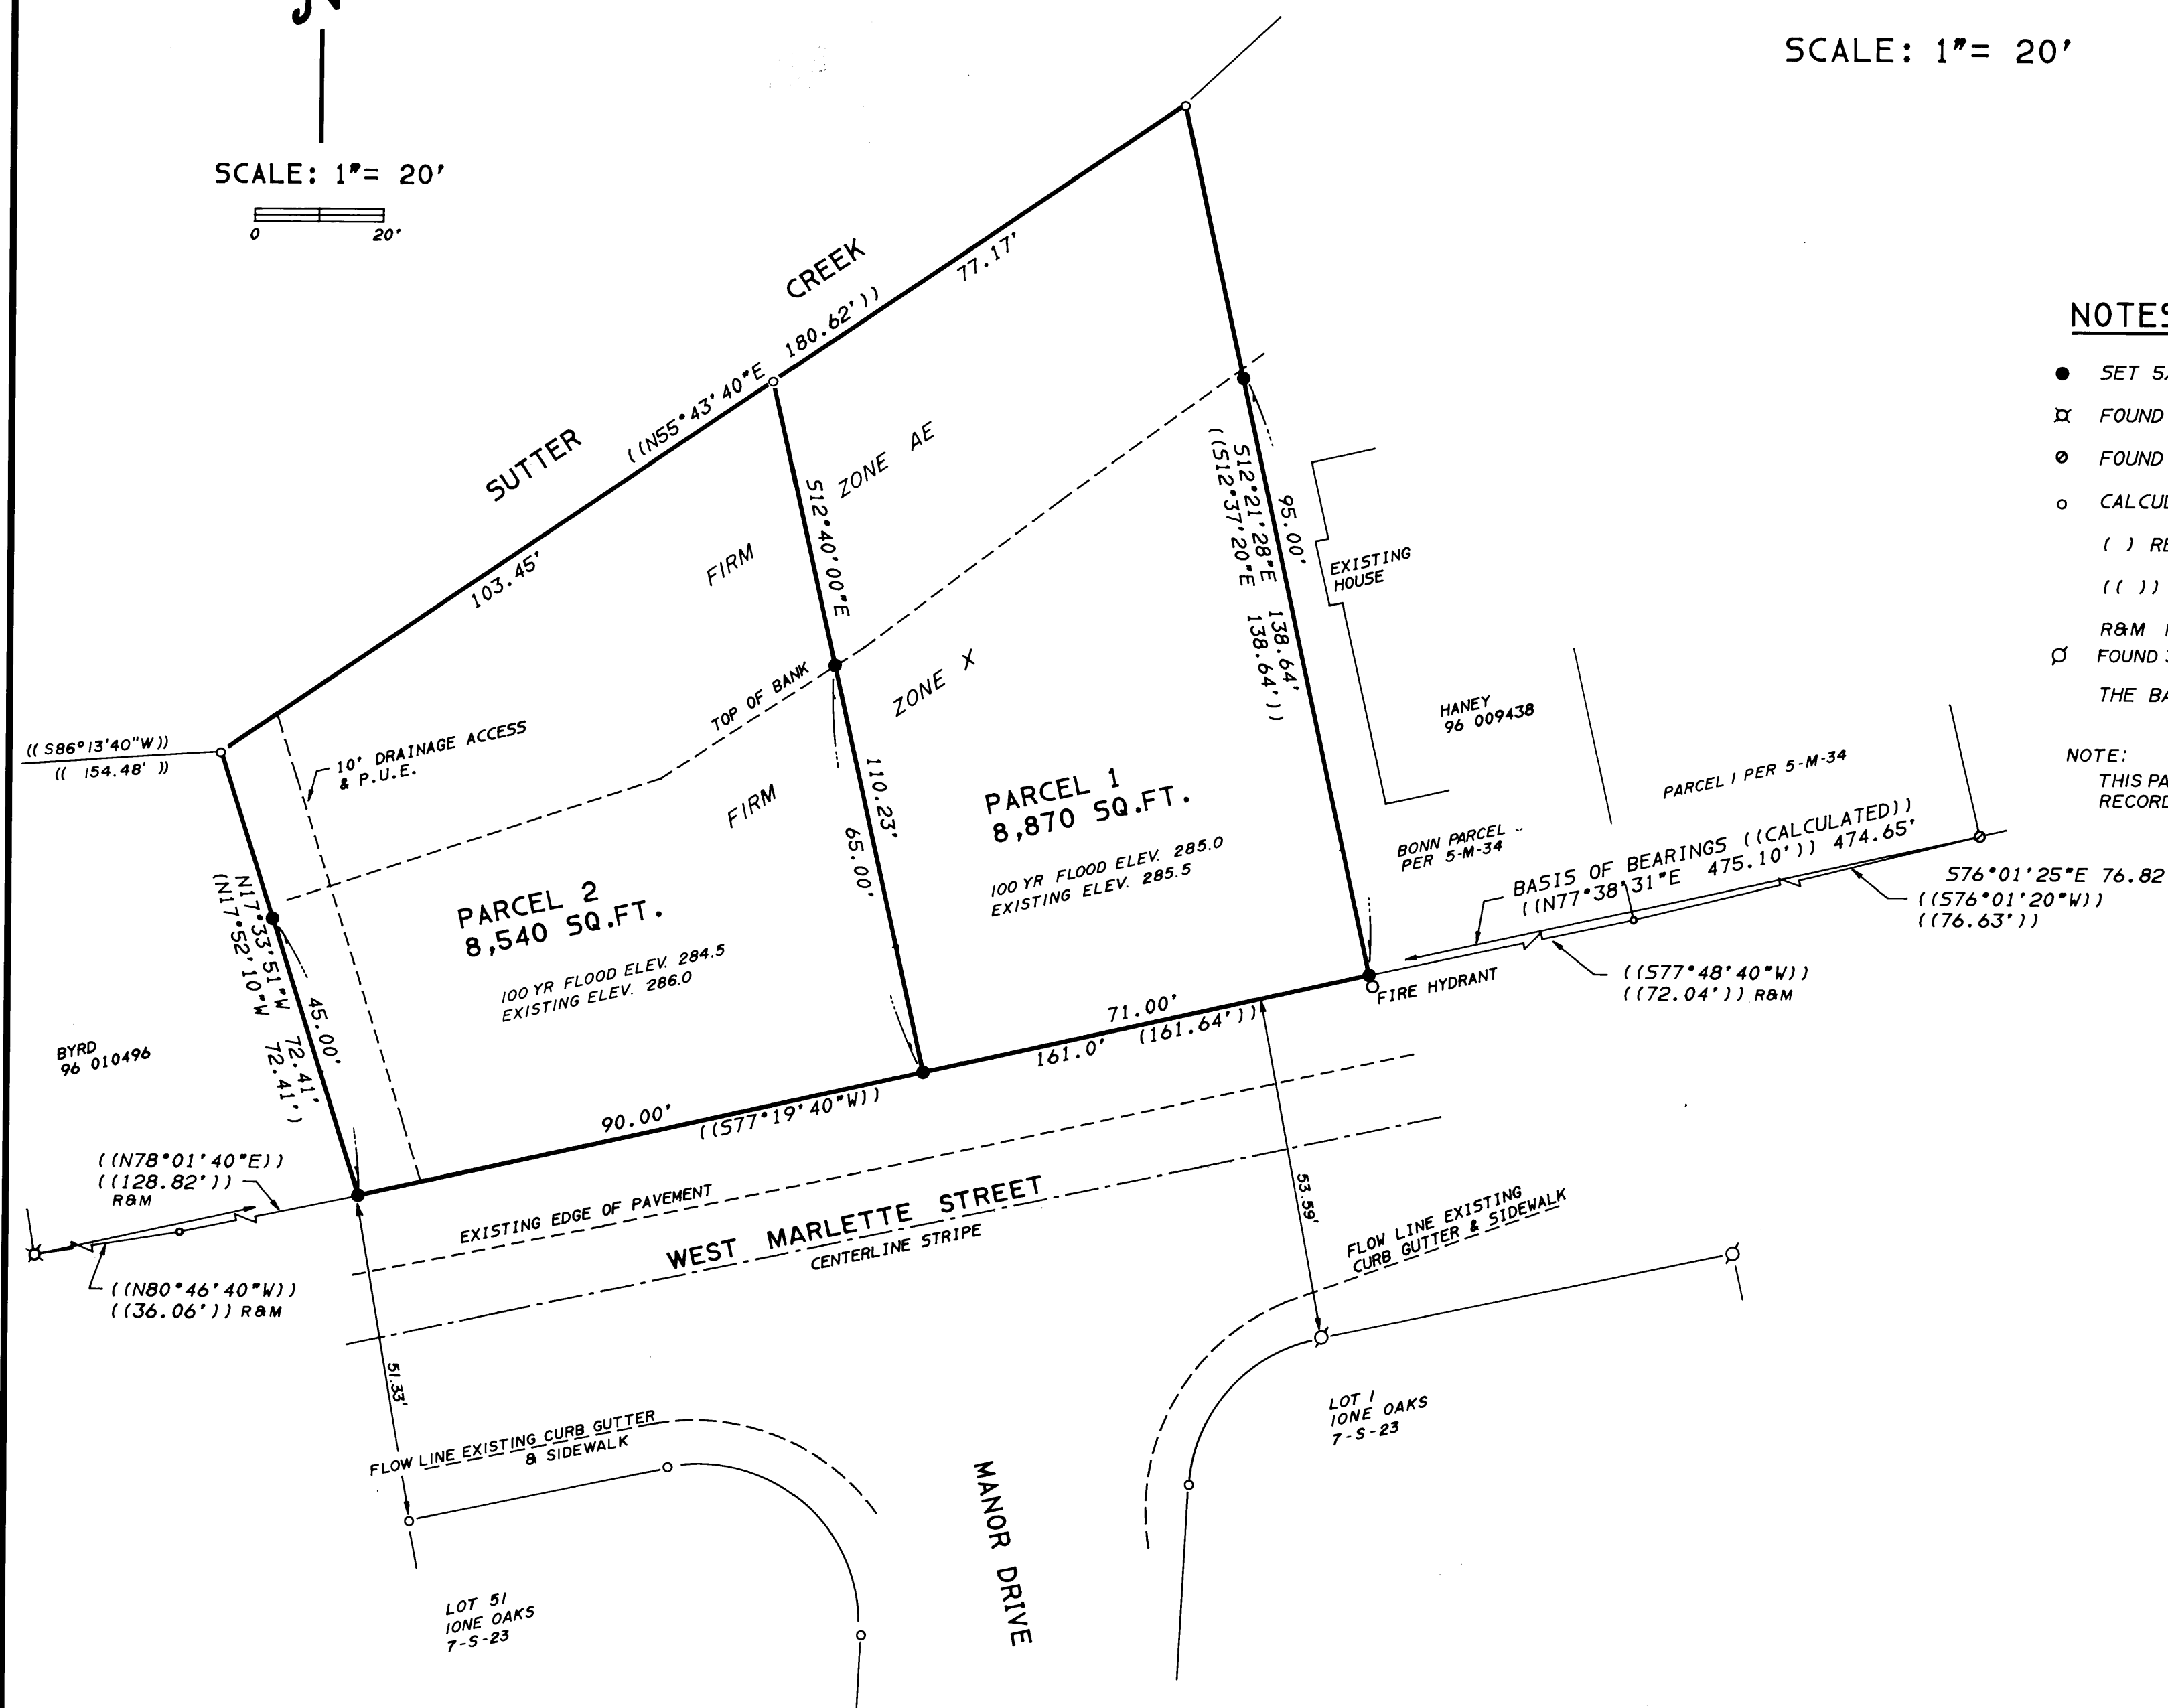 SCALE: 1"= 20'
SCALE: 1"= 20'
0 20'
SUTTER CREEK
((N55°43'40"E 180.62'))
77.17'
103.45'
ZONE AE
FIRM
S12°40'00"E
110.23'
65.00'
TOP OF BANK
ZONE X
FIRM
S12°21'28"E 138.64'
((S12°37'20"E 138.64'))
95.00'
EXISTING
HOUSE
((S86°13'40"W))
(( 154.48' ))
10' DRAINAGE ACCESS
& P.U.E.
PARCEL 1
8,870 SQ.FT.
100 YR FLOOD ELEV. 285.0
EXISTING ELEV. 285.5
PARCEL 2
8,540 SQ.FT.
100 YR FLOOD ELEV. 284.5
EXISTING ELEV. 286.0
N17°33'51"W 72.41'
(N17°52'10"W 72.41')
45.00'
BYRD
96 010496
HANEY
96 009438
BONN PARCEL
PER 5-M-34
PARCEL 1 PER 5-M-34
BASIS OF BEARINGS ((CALCULATED))
((N77°38'31"E 475.10')) 474.65'
S76°01'25"E 76.82
((S76°01'20"W))
((76.63'))
((S77°48'40"W))
((72.04')) R&M
FIRE HYDRANT
71.00'
161.0' (161.64'))
90.00'
((S77°19'40"W))
((N78°01'40"E))
((128.82'))
R&M
((N80°46'40"W))
((36.06')) R&M
EXISTING EDGE OF PAVEMENT
WEST MARLETTE STREET
CENTERLINE STRIPE
53.59'
51.33'
FLOW LINE EXISTING
CURB GUTTER & SIDEWALK
FLOW LINE EXISTING CURB GUTTER
& SIDEWALK
LOT 1
IONE OAKS
7-S-23
LOT 51
IONE OAKS
7-S-23
MANOR DRIVE
NOTES
SET 5/
FOUND
FOUND
CALCUL
( ) RE
(( ))
R&M
FOUND 3
THE BA
NOTE:
THIS PA
RECORD